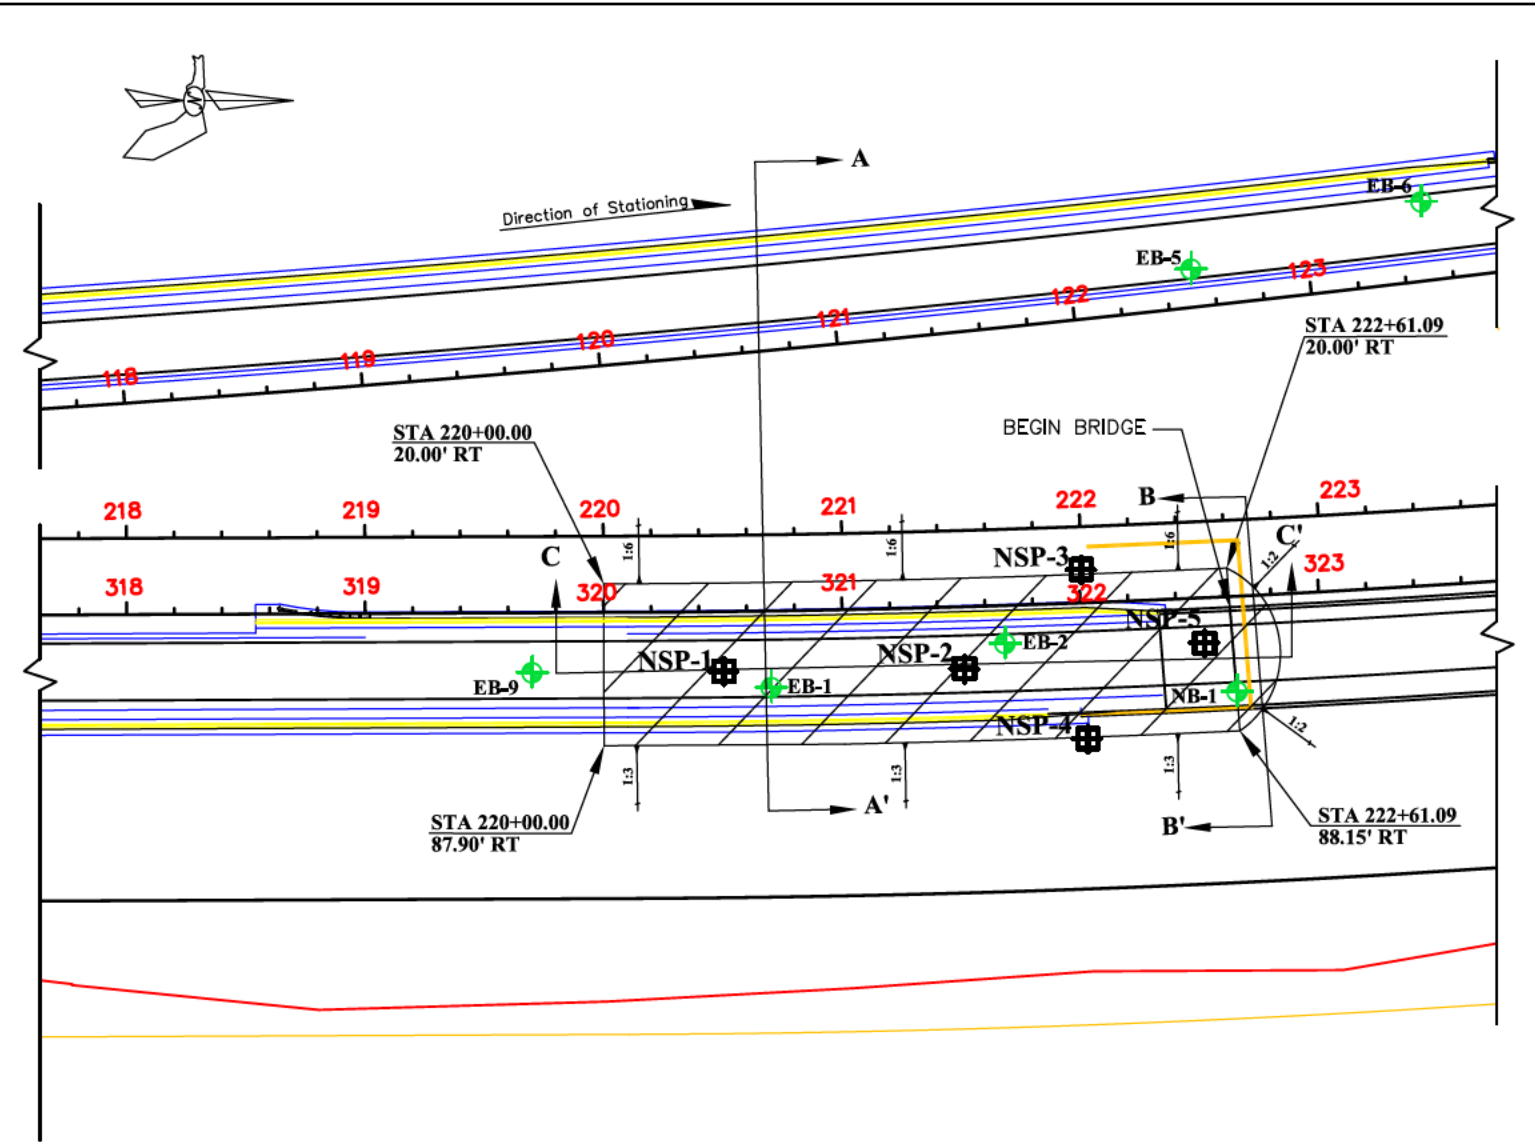 N
A
EB-6
Direction of Stationing
EB-5
123
122
121
120
119
118
STA 222+61.09
20.00' RT
STA 220+00.00
20.00' RT
BEGIN BRIDGE
B
218
219
220
221
222
223
C
1:6
1:6
1:6
C'
NSP-3
1:2
318
319
320
321
322
323
NSP-5
NSP-1
NSP-2
EB-2
EB-9
EB-1
NB-1
NSP-4
1:2
1:3
1:3
1:3
A'
B'
STA 220+00.00
87.90' RT
STA 222+61.09
88.15' RT